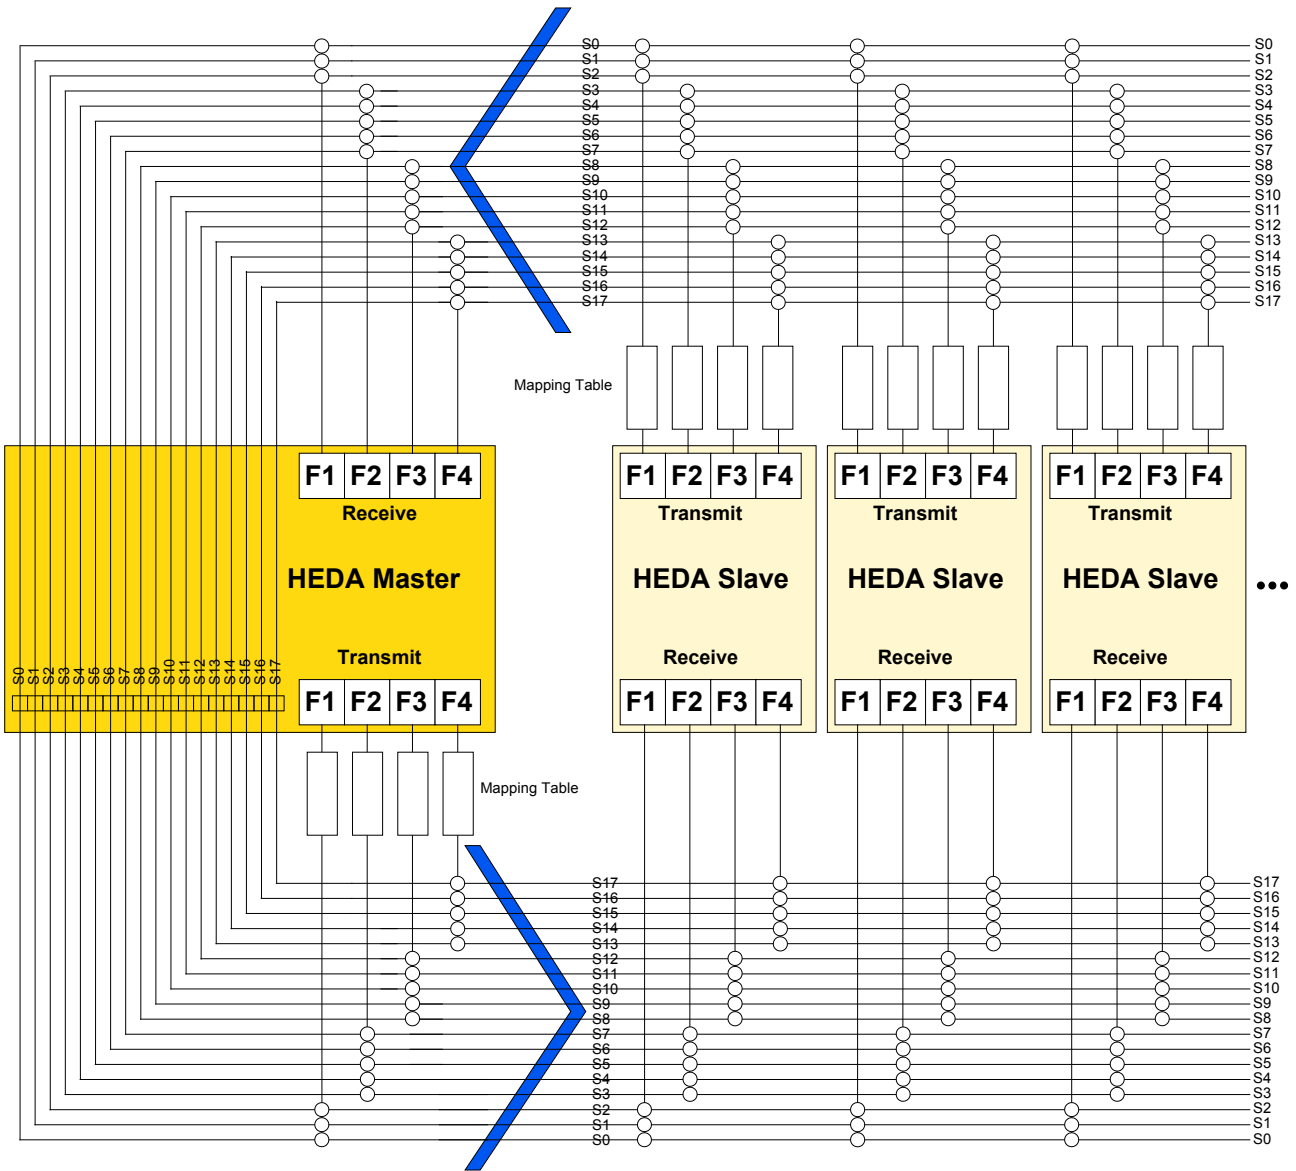 S0 S0
S1 S1
S2 S2
S3 S3
S4 S4
S5 S5
S6 S6
S7 S7
S8 S8
S9 S9
S10 S10
S11 S11
S12 S12
S13 S13
S14 S14
S15 S15
S16 S16
S17 S17
Mapping Table
F1 F2 F3 F4 F1 F2 F3 F4 F1 F2 F3 F4 F1 F2 F3 F4
Receive Transmit Transmit Transmit
HEDA Master HEDA Slave HEDA Slave HEDA Slave ...
Transmit Receive Receive Receive
S0 S1 S2 S3 S4 S5 S6 S7 S8 S9 S10 S11 S12 S13 S14 S15 S16 S17
F1 F2 F3 F4 F1 F2 F3 F4 F1 F2 F3 F4 F1 F2 F3 F4
Mapping Table
S17 S17
S16 S16
S15 S15
S14 S14
S13 S13
S12 S12
S11 S11
S10 S10
S9 S9
S8 S8
S7 S7
S6 S6
S5 S5
S4 S4
S3 S3
S2 S2
S1 S1
S0 S0